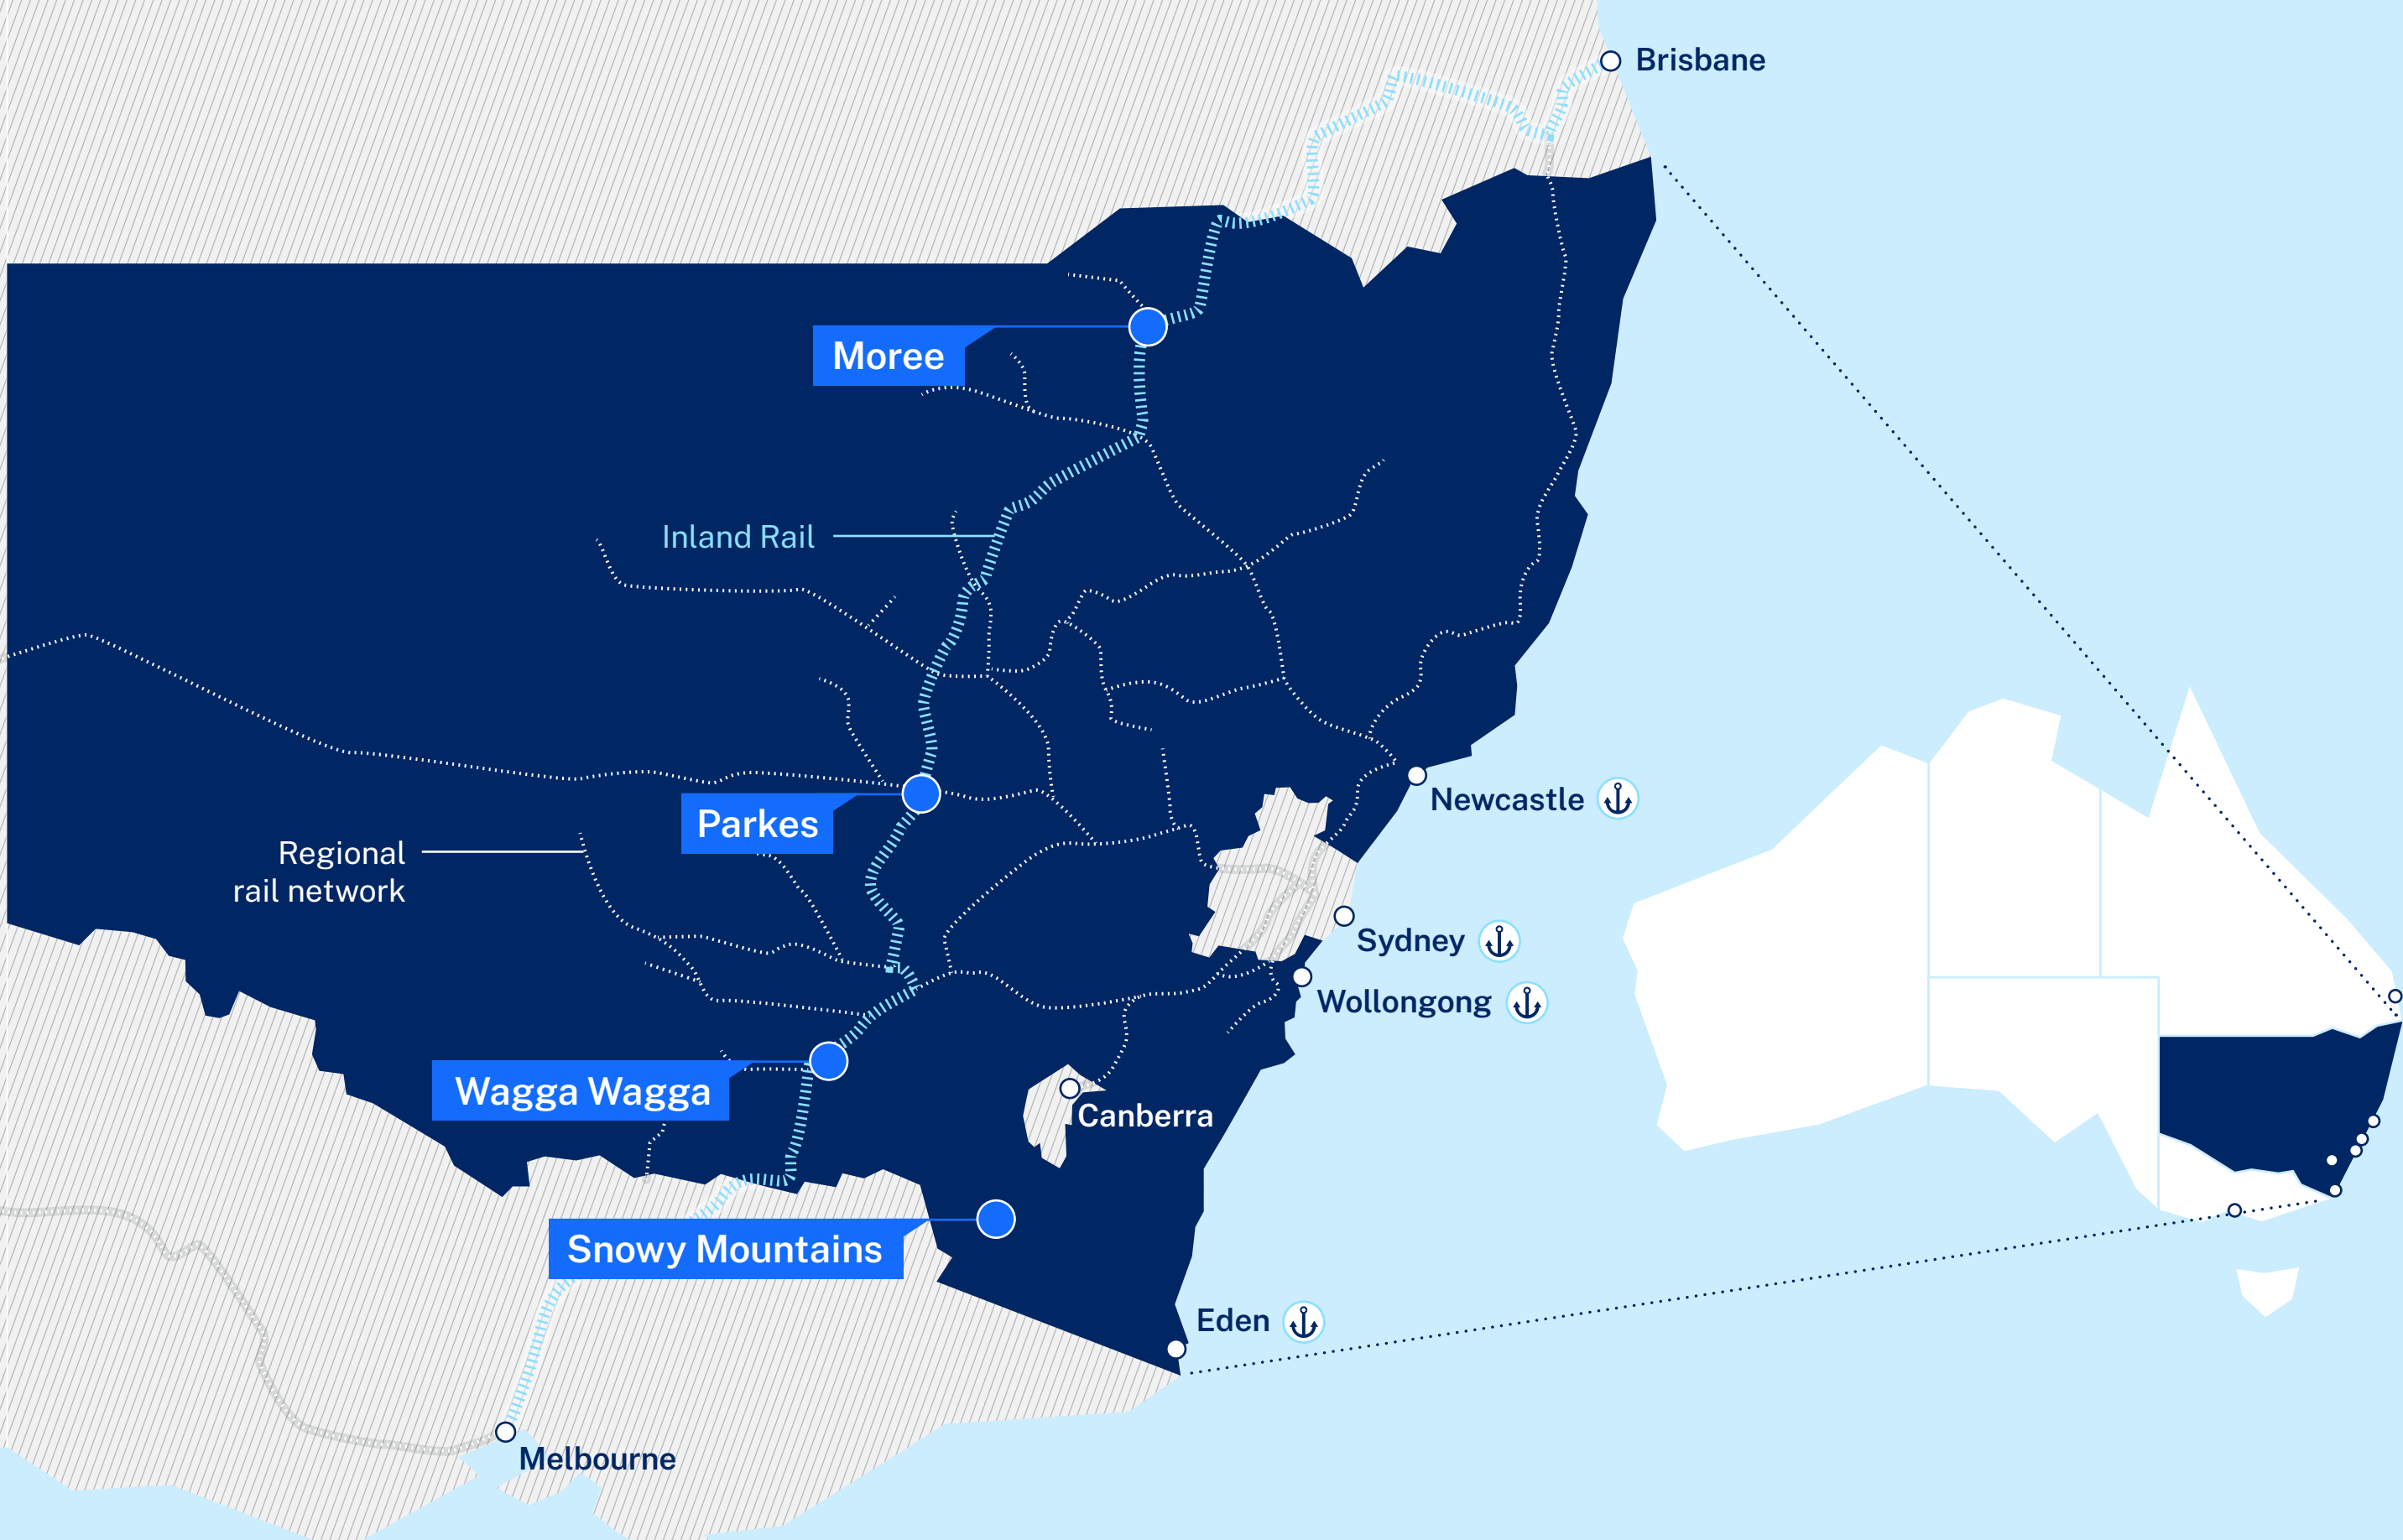 Brisbane
Moree
Inland Rail
Newcastle
Parkes
Regional
rail network
Sydney
Wollongong
Wagga Wagga
Canberra
Snowy Mountains
Eden
Melbourne